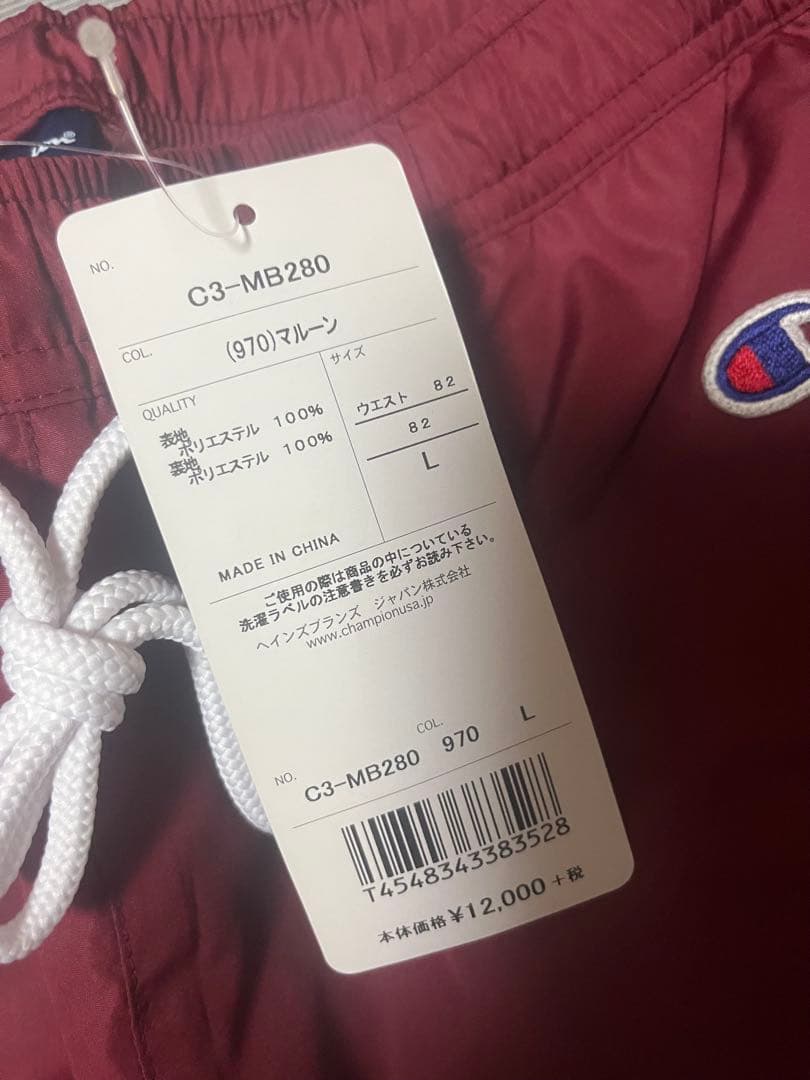 NO.
C3-MB280
COL.
(970)マルーン
QUALITY
サイズ
表地
ポリエステル 100%
裏地
ポリエステル 100%
ウエスト 82
82
L
MADE IN CHINA
ご使用の際は商品の中についている
洗濯ラベルの注意書きを必ずお読み下さい。
ヘインズブランズ ジャパン株式会社
www.championusa.jp
NO.
C3-MB280
COL.
970
L
T4548343383528
本体価格¥12,000+税